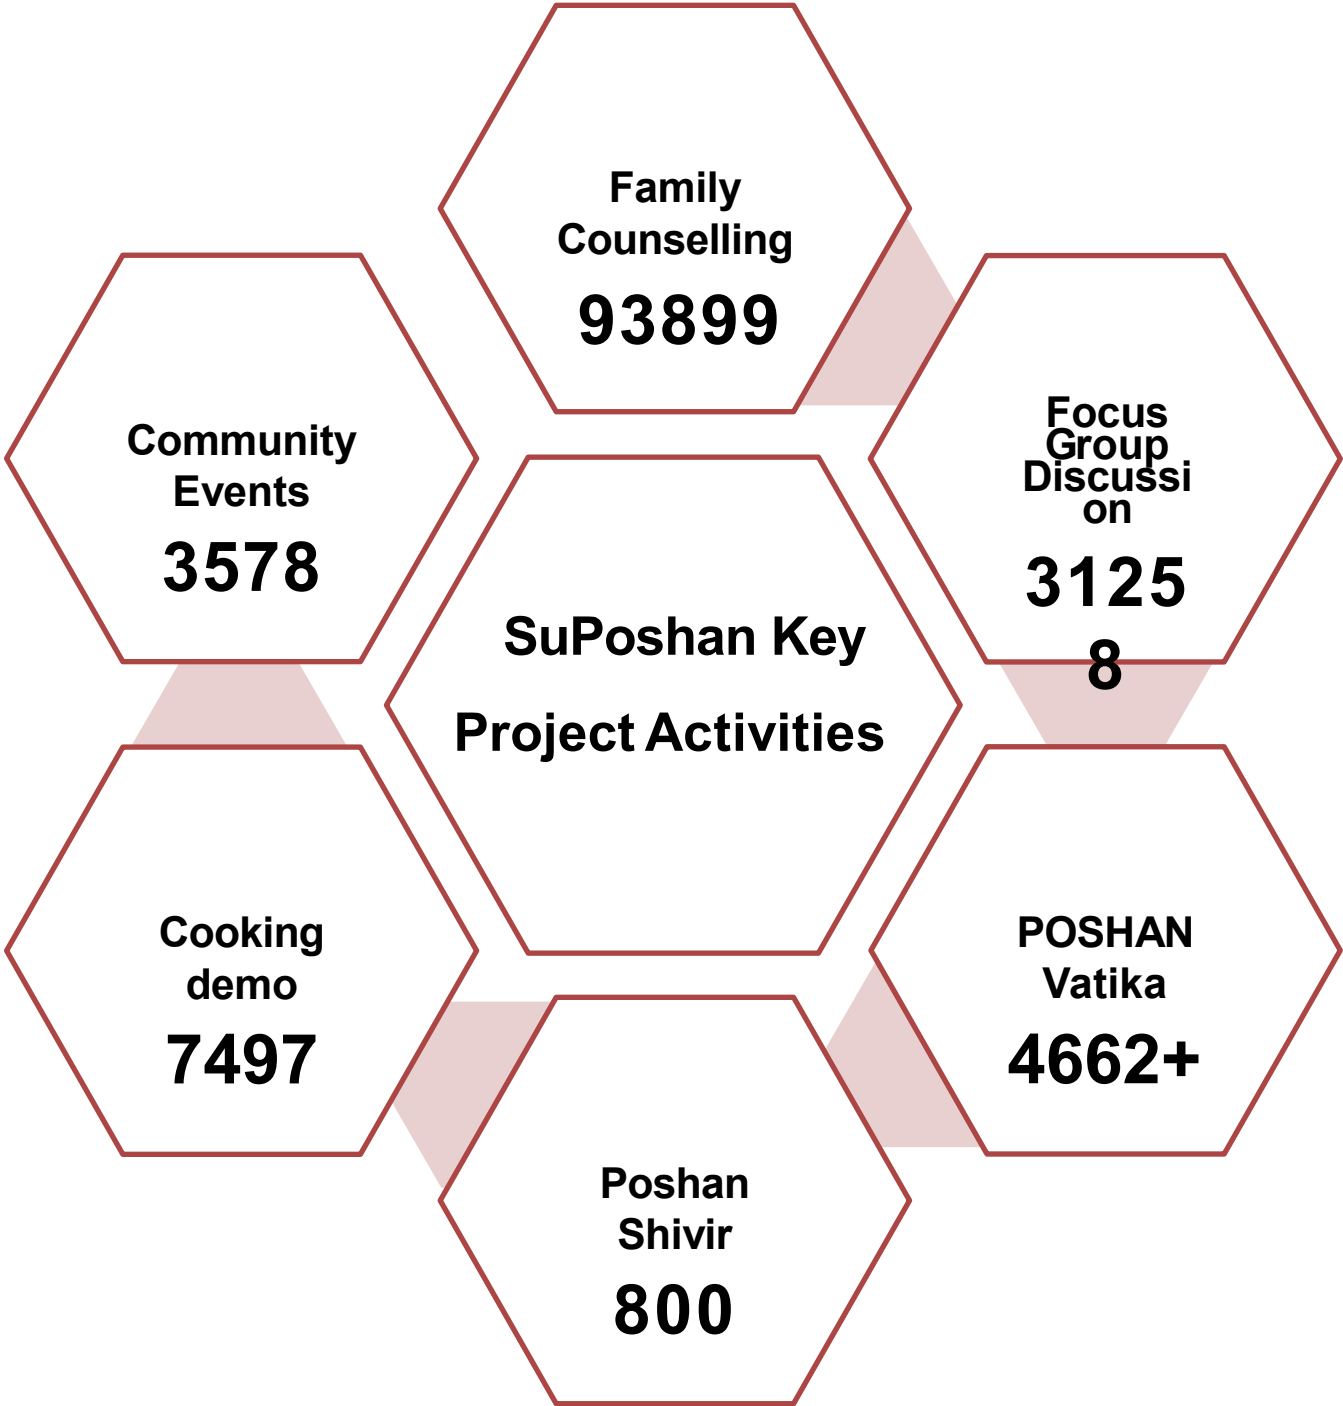 Family
Counselling
93899
Focus
Group
Discussi
on
3125
8
Community
Events
3578
SuPoshan Key
Project Activities
POSHAN
Vatika
4662+
Cooking
demo
7497
Poshan
Shivir
800